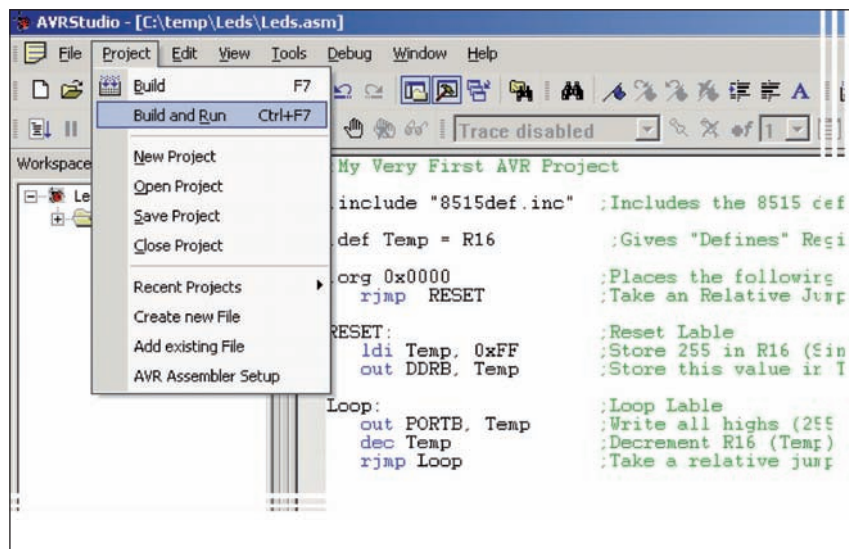 AVRStudio - [C:\temp\Leds\Leds.asm]
File Project Edit View Tools Debug Window Help
Build F7
Build and Run Ctrl+F7
New Project
Open Project
Save Project
Close Project
Recent Projects
Create new File
Add existing File
AVR Assembler Setup
Trace disabled
1
Workspace
Le
;My Very First AVR Project
.include "8515def.inc" ;Includes the 8515 def
.def Temp = R16 ;Gives "Defines" Regi
.org 0x0000 ;Places the following
rjmp RESET ;Take an Relative Jump
RESET: ;Reset Lable
ldi Temp, 0xFF ;Store 255 in R16 (Sin
out DDRB, Temp ;Store this value in T
Loop: ;Loop Lable
out PORTB, Temp ;Write all highs (255
dec Temp ;Decrement R16 (Temp)
rjmp Loop ;Take a relative jump